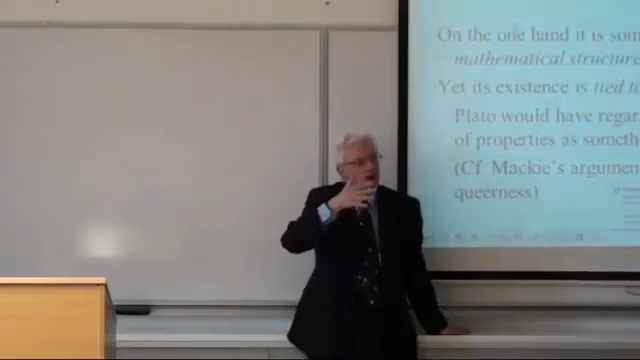 On the one hand it is som
mathematical structure
Yet its existence is tied to
Plato would have regar
of properties as someth
(Cf. Mackie's argumen
queerness)